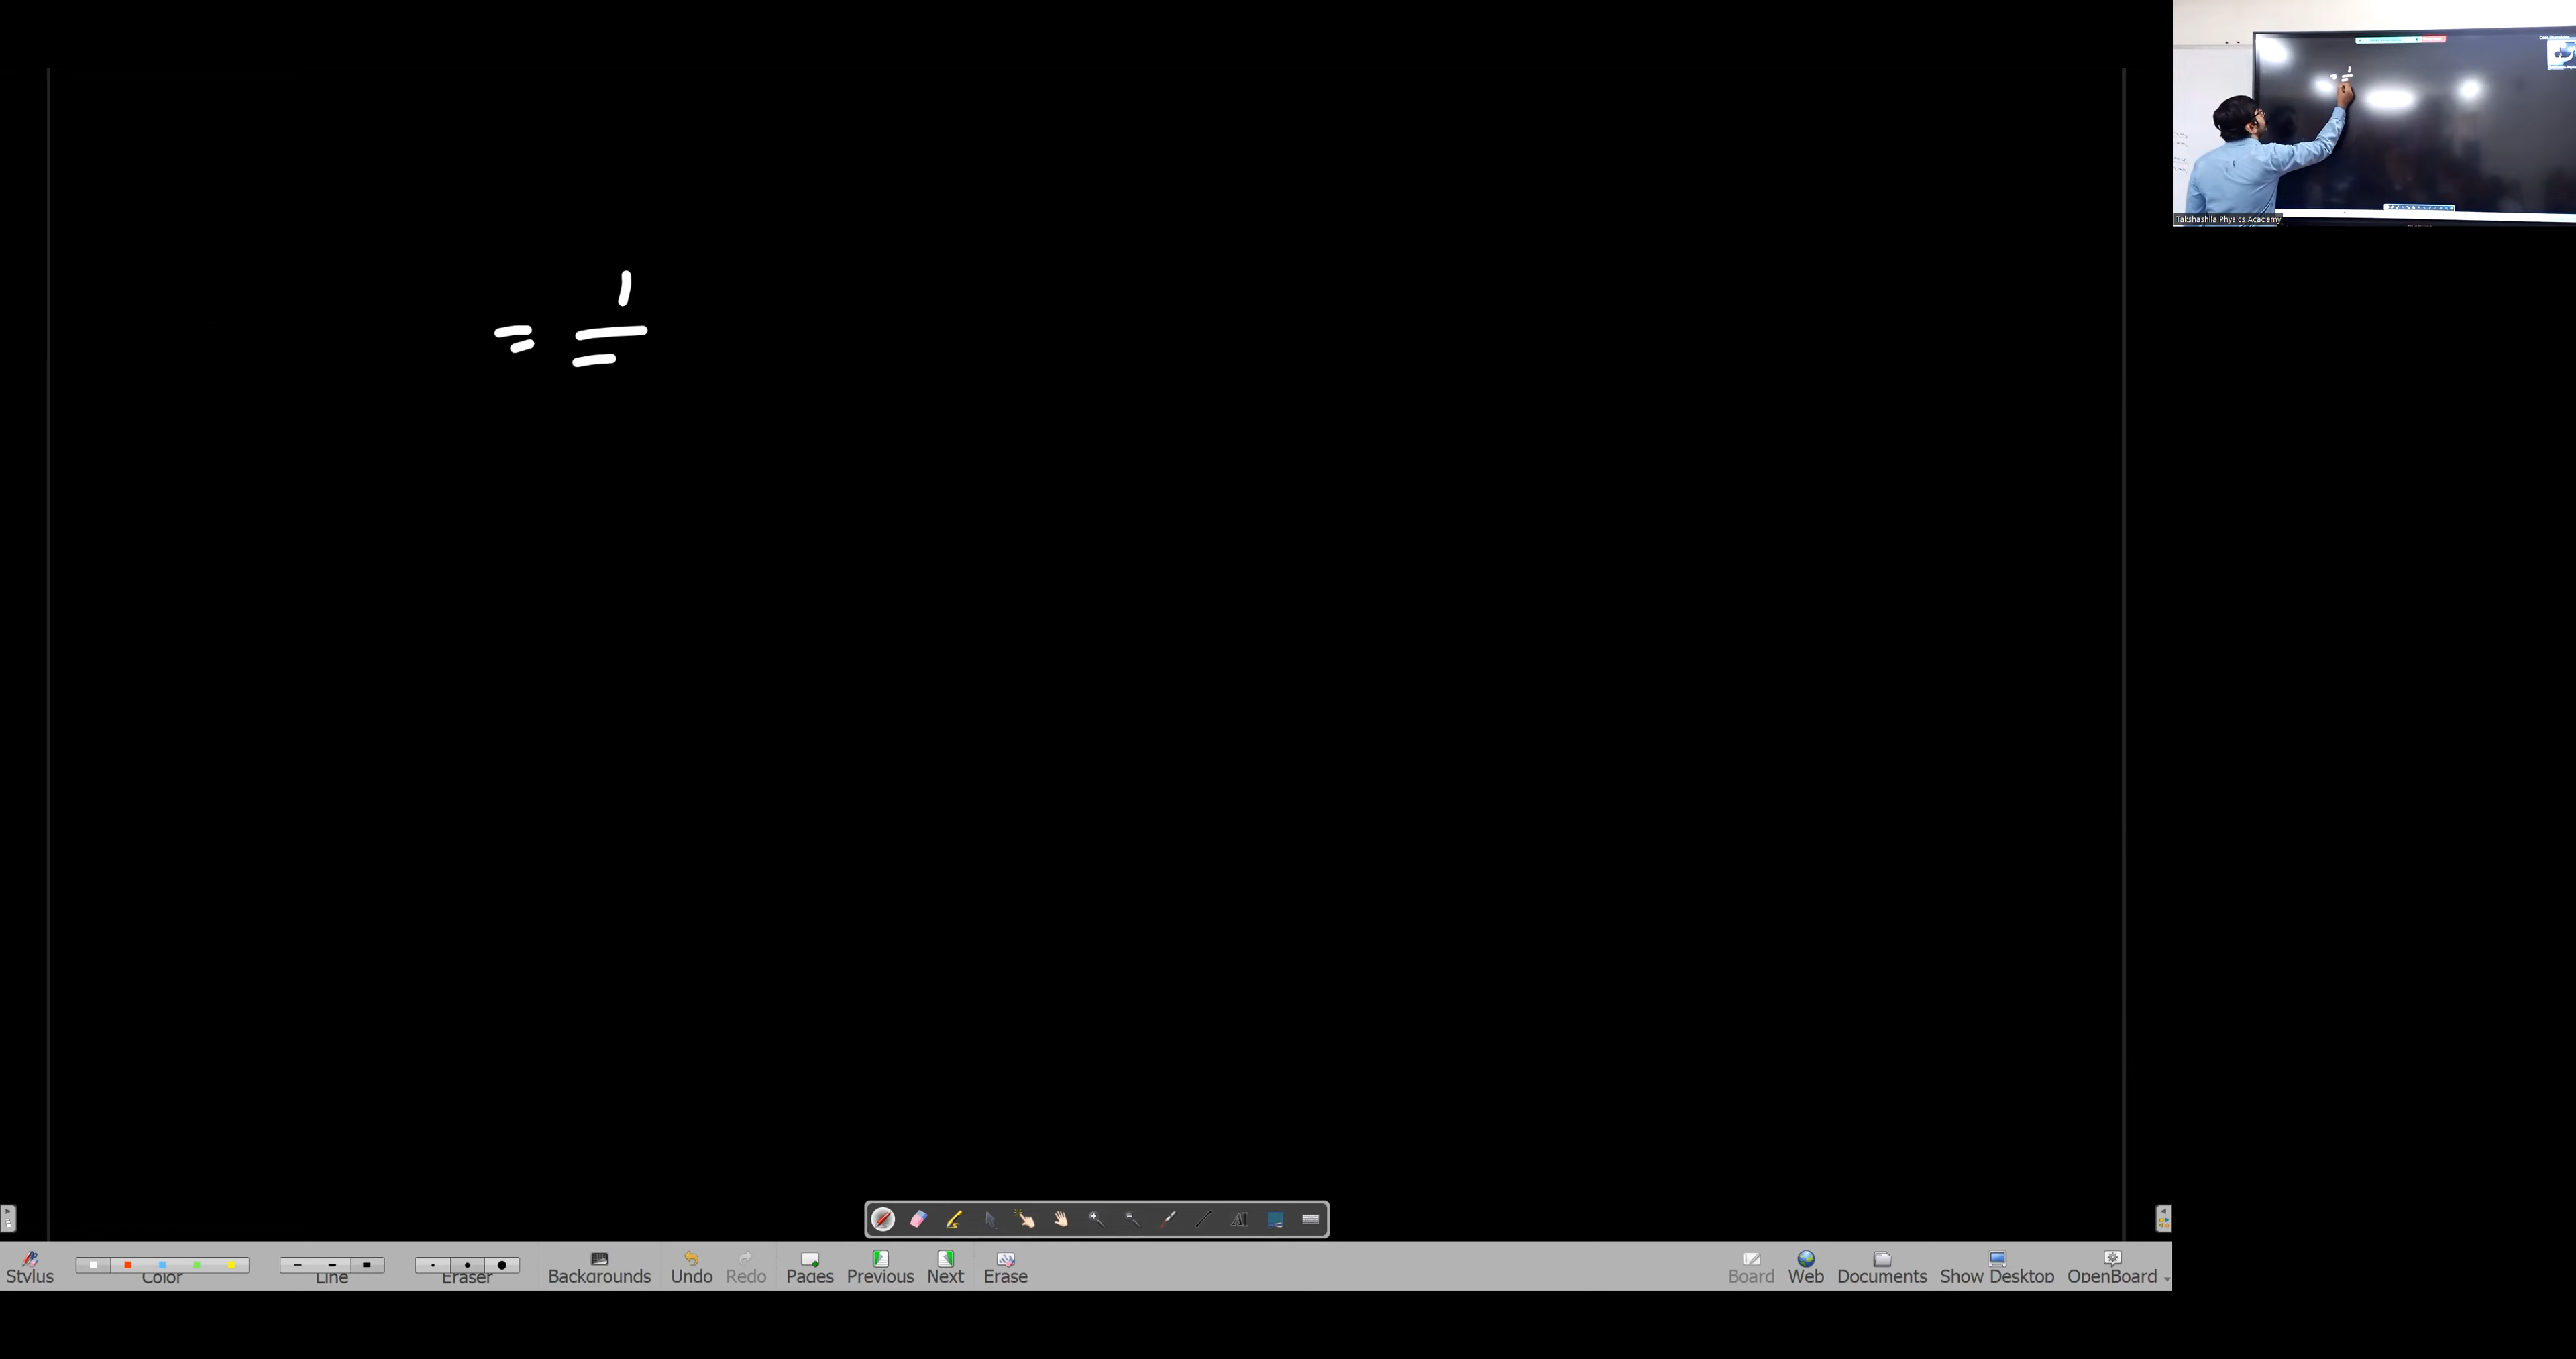 Takshashila Physics Academy
= 1
Stylus
Color
Line
Eraser
Backgrounds
Undo
Redo
Pages
Previous
Next
Erase
Board
Web
Documents
Show Desktop
OpenBoard